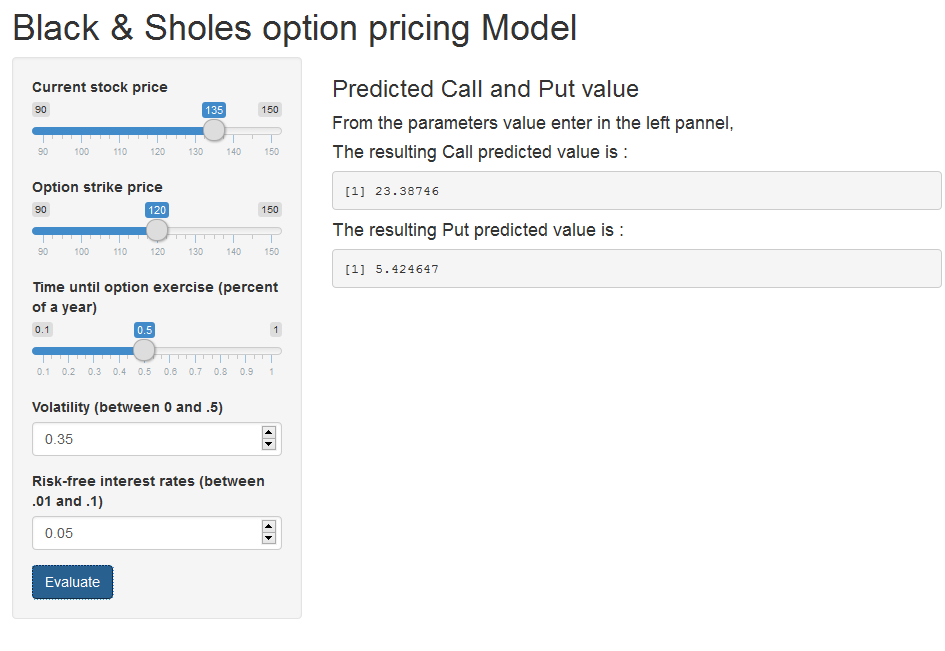 Black & Sholes option pricing Model
Current stock price
90 135 150
90 100 110 120 130 140 150
Option strike price
90 120 150
90 100 110 120 130 140 150
Time until option exercise (percent
of a year)
0.1 0.5 1
0.1 0.2 0.3 0.4 0.5 0.6 0.7 0.8 0.9 1
Volatility (between 0 and .5)
0.35
Risk-free interest rates (between
.01 and .1)
0.05
Evaluate
Predicted Call and Put value
From the parameters value enter in the left pannel,
The resulting Call predicted value is :
[1] 23.38746
The resulting Put predicted value is :
[1] 5.424647